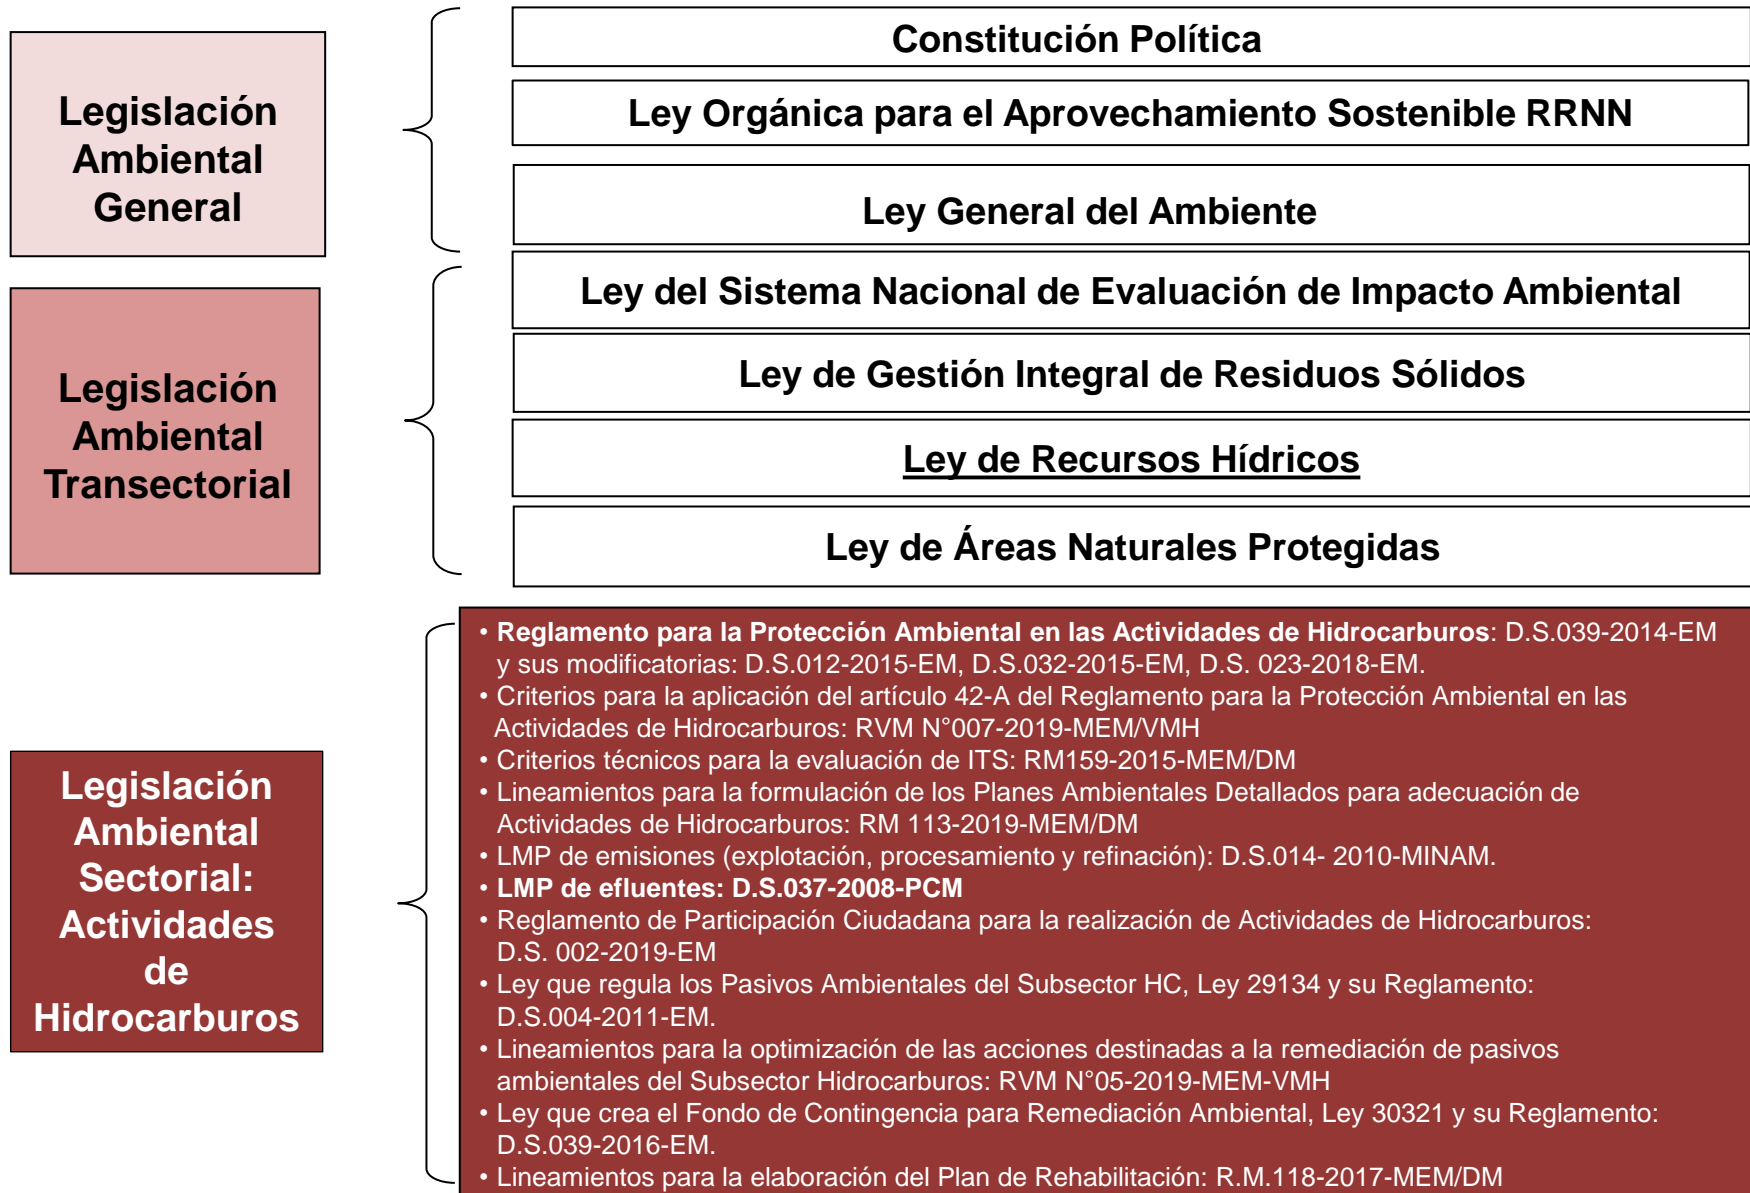 Legislación
Ambiental
General
Constitución Política
Ley Orgánica para el Aprovechamiento Sostenible RRNN
Ley General del Ambiente
Legislación
Ambiental
Transectorial
Ley del Sistema Nacional de Evaluación de Impacto Ambiental
Ley de Gestión Integral de Residuos Sólidos
Ley de Recursos Hídricos
Ley de Áreas Naturales Protegidas
Legislación
Ambiental
Sectorial:
Actividades
de
Hidrocarburos
• Reglamento para la Protección Ambiental en las Actividades de Hidrocarburos: D.S.039-2014-EM
y sus modificatorias: D.S.012-2015-EM, D.S.032-2015-EM, D.S. 023-2018-EM.
• Criterios para la aplicación del artículo 42-A del Reglamento para la Protección Ambiental en las
Actividades de Hidrocarburos: RVM N°007-2019-MEM/VMH
• Criterios técnicos para la evaluación de ITS: RM159-2015-MEM/DM
• Lineamientos para la formulación de los Planes Ambientales Detallados para adecuación de
Actividades de Hidrocarburos: RM 113-2019-MEM/DM
• LMP de emisiones (explotación, procesamiento y refinación): D.S.014- 2010-MINAM.
• LMP de efluentes: D.S.037-2008-PCM
• Reglamento de Participación Ciudadana para la realización de Actividades de Hidrocarburos:
D.S. 002-2019-EM
• Ley que regula los Pasivos Ambientales del Subsector HC, Ley 29134 y su Reglamento:
D.S.004-2011-EM.
• Lineamientos para la optimización de las acciones destinadas a la remediación de pasivos
ambientales del Subsector Hidrocarburos: RVM N°05-2019-MEM-VMH
• Ley que crea el Fondo de Contingencia para Remediación Ambiental, Ley 30321 y su Reglamento:
D.S.039-2016-EM.
• Lineamientos para la elaboración del Plan de Rehabilitación: R.M.118-2017-MEM/DM